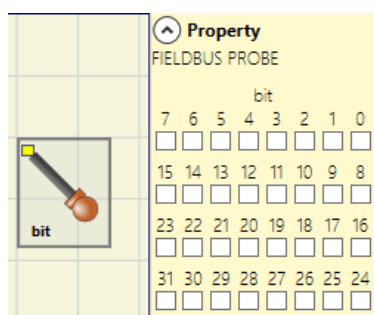 Property
FIELDBUS PROBE
bit
7 6 5 4 3 2 1 0
15 14 13 12 11 10 9 8
bit
23 22 21 20 19 18 17 16
31 30 29 28 27 26 25 24